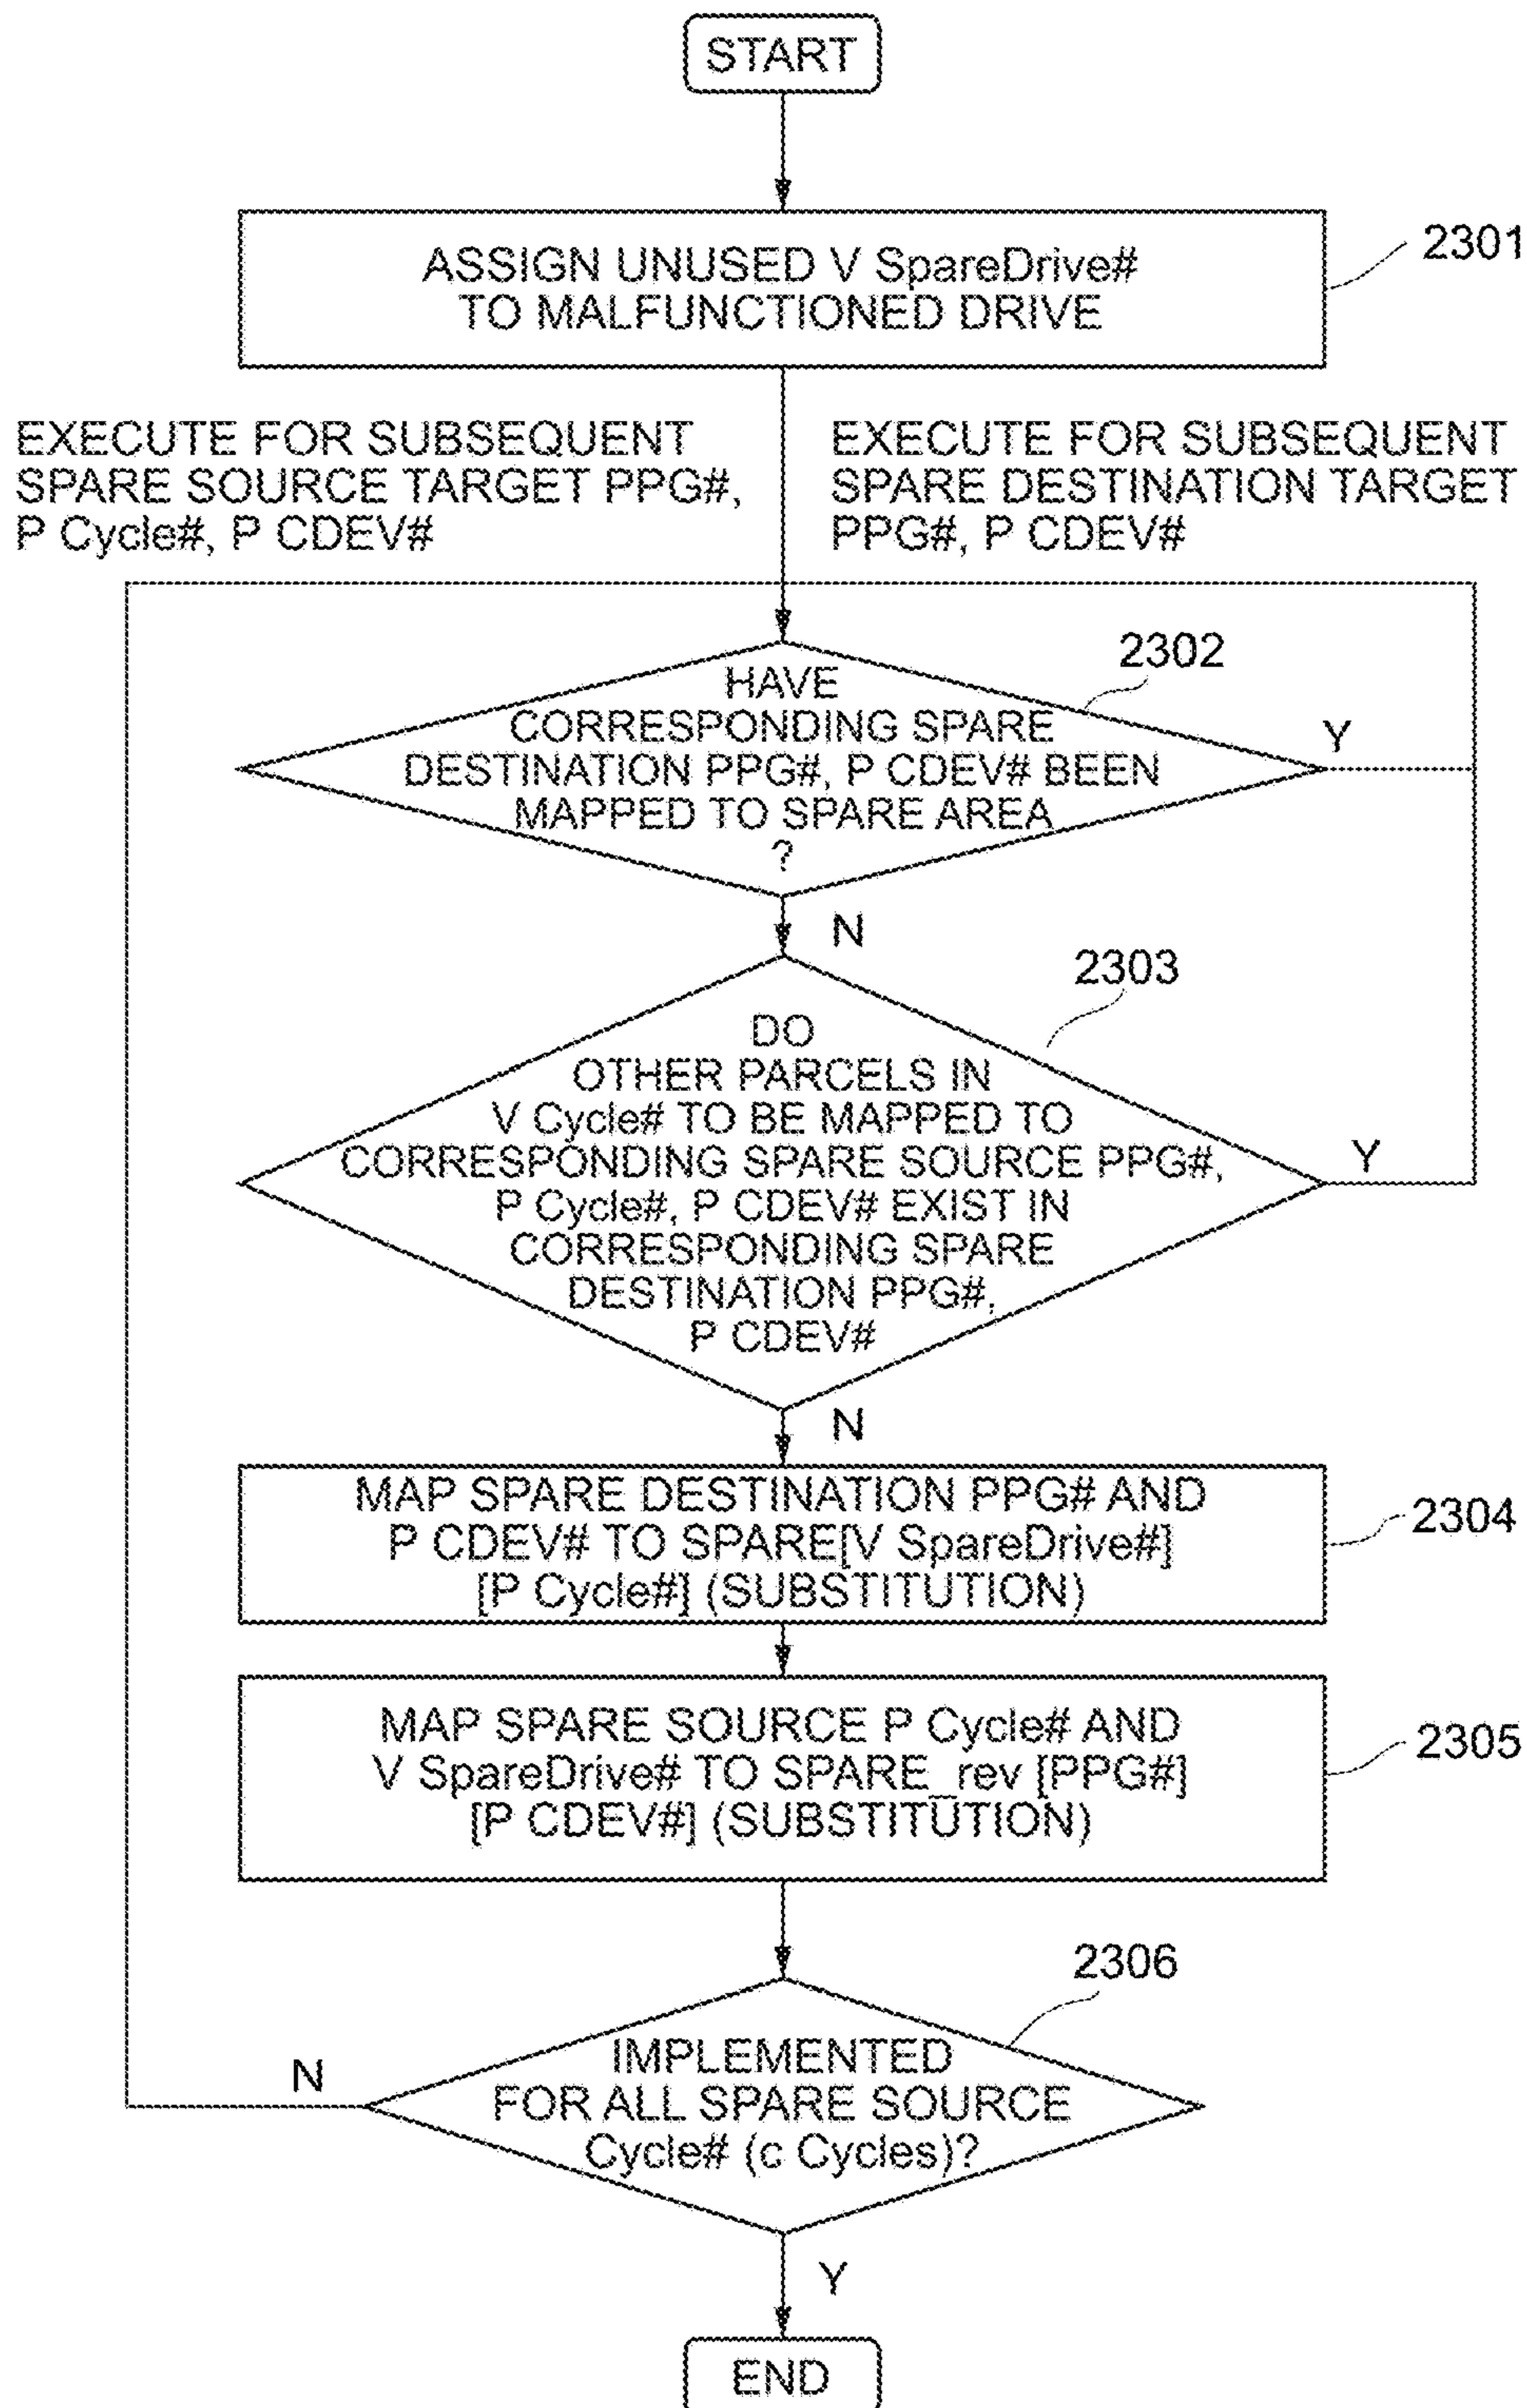 START
ASSIGN UNUSED V SpareDrive#
TO MALFUNCTIONED DRIVE
2301
EXECUTE FOR SUBSEQUENT
SPARE SOURCE TARGET PPG#,
P Cycle#, P CDEV#
EXECUTE FOR SUBSEQUENT
SPARE DESTINATION TARGET
PPG#, P CDEV#
2302
HAVE
CORRESPONDING SPARE
DESTINATION PPG#, P CDEV# BEEN
MAPPED TO SPARE AREA
?
Y
N
2303
DO
OTHER PARCELS IN
V Cycle# TO BE MAPPED TO
CORRESPONDING SPARE SOURCE PPG#,
P Cycle#, P CDEV# EXIST IN
CORRESPONDING SPARE
DESTINATION PPG#,
P CDEV#
Y
N
MAP SPARE DESTINATION PPG# AND
P CDEV# TO SPARE[V SpareDrive#]
[P Cycle#] (SUBSTITUTION)
2304
MAP SPARE SOURCE P Cycle# AND
V SpareDrive# TO SPARE_rev [PPG#]
[P CDEV#] (SUBSTITUTION)
2305
2306
IMPLEMENTED
FOR ALL SPARE SOURCE
Cycle# (c Cycles)?
N
Y
END